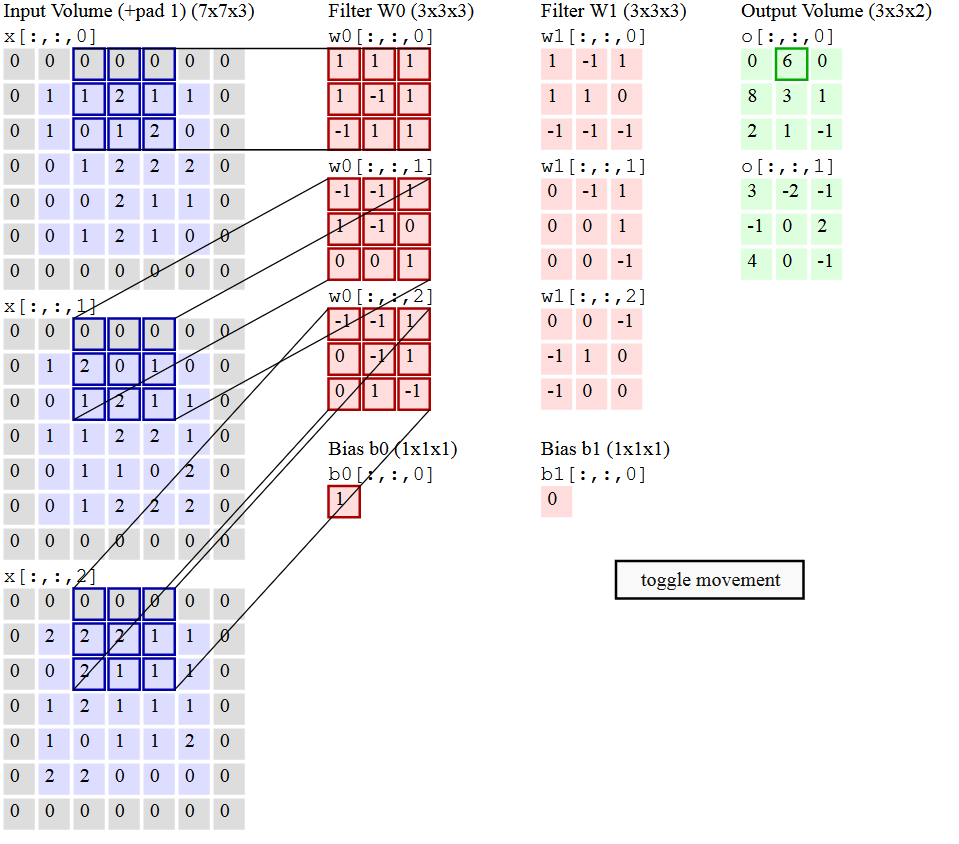 Input Volume (+pad 1) (7x7x3) Filter W0 (3x3x3) Filter W1 (3x3x3) Output Volume (3x3x2)
x[:,:,0] w0[:,:,0] w1[:,:,0] o[:,:,0]
0 0 0 0 0 0 0 1 1 1 1 -1 1 0 6 0
0 1 1 2 1 1 0 1 -1 1 1 1 0 8 3 1
0 1 0 1 2 0 0 -1 1 1 -1 -1 -1 2 1 -1
0 0 1 2 2 2 0 w0[:,:,1] w1[:,:,1] o[:,:,1]
0 0 0 2 1 1 0 -1 -1 1 0 -1 1 3 -2 -1
0 0 1 2 1 0 0 1 -1 0 0 0 1 -1 0 2
0 0 0 0 0 0 0 0 0 1 0 0 -1 4 0 -1
x[:,:,1] w0[:,:,2] w1[:,:,2]
0 0 0 0 0 0 0 -1 -1 1 0 0 -1
0 1 2 0 1 0 0 0 -1 1 -1 1 0
0 0 1 2 1 1 0 0 1 -1 -1 0 0
0 1 1 2 2 1 0 Bias b0 (1x1x1) Bias b1 (1x1x1)
0 0 1 1 0 2 0 b0[:,:,0] b1[:,:,0]
0 0 1 2 2 2 0 1 0
0 0 0 0 0 0 0
x[:,:,2] toggle movement
0 0 0 0 0 0 0
0 2 2 2 1 1 0
0 0 2 1 1 1 0
0 1 2 1 1 1 0
0 1 0 1 1 2 0
0 2 2 0 0 0 0
0 0 0 0 0 0 0